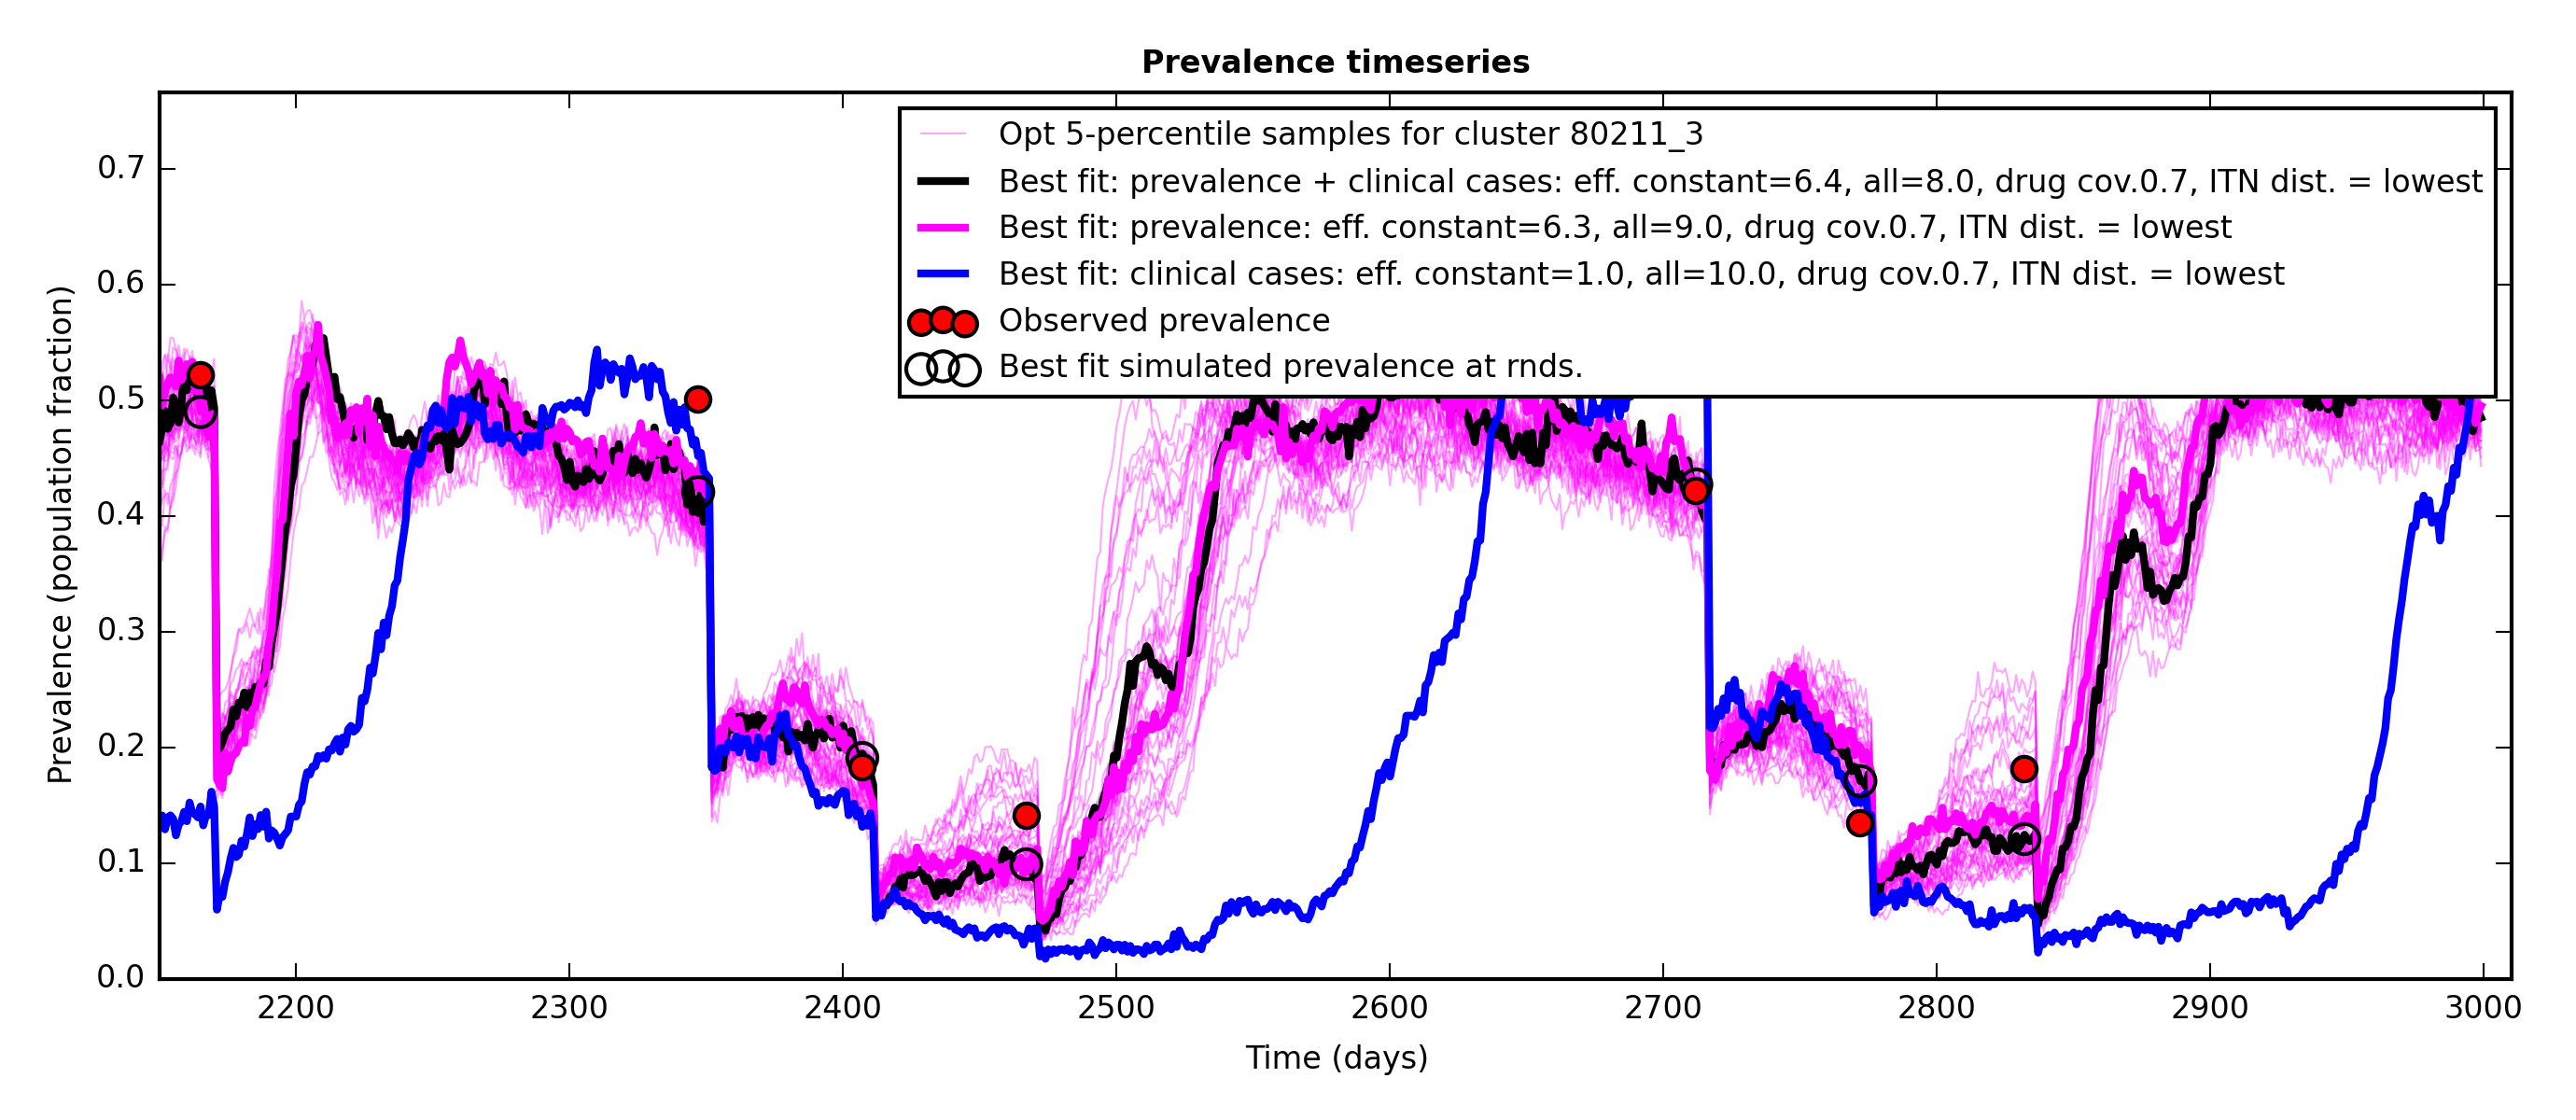 Prevalence timeseries
Opt 5-percentile samples for cluster 80211_3
Best fit: prevalence + clinical cases: eff. constant=6.4, all=8.0, drug cov.0.7, ITN dist. = lowest
Best fit: prevalence: eff. constant=6.3, all=9.0, drug cov.0.7, ITN dist. = lowest
Best fit: clinical cases: eff. constant=1.0, all=10.0, drug cov.0.7, ITN dist. = lowest
Observed prevalence
Best fit simulated prevalence at rnds.
Prevalence (population fraction)
0.7
0.6
0.5
0.4
0.3
0.2
0.1
0.0
2200 2300 2400 2500 2600 2700 2800 2900 3000
Time (days)